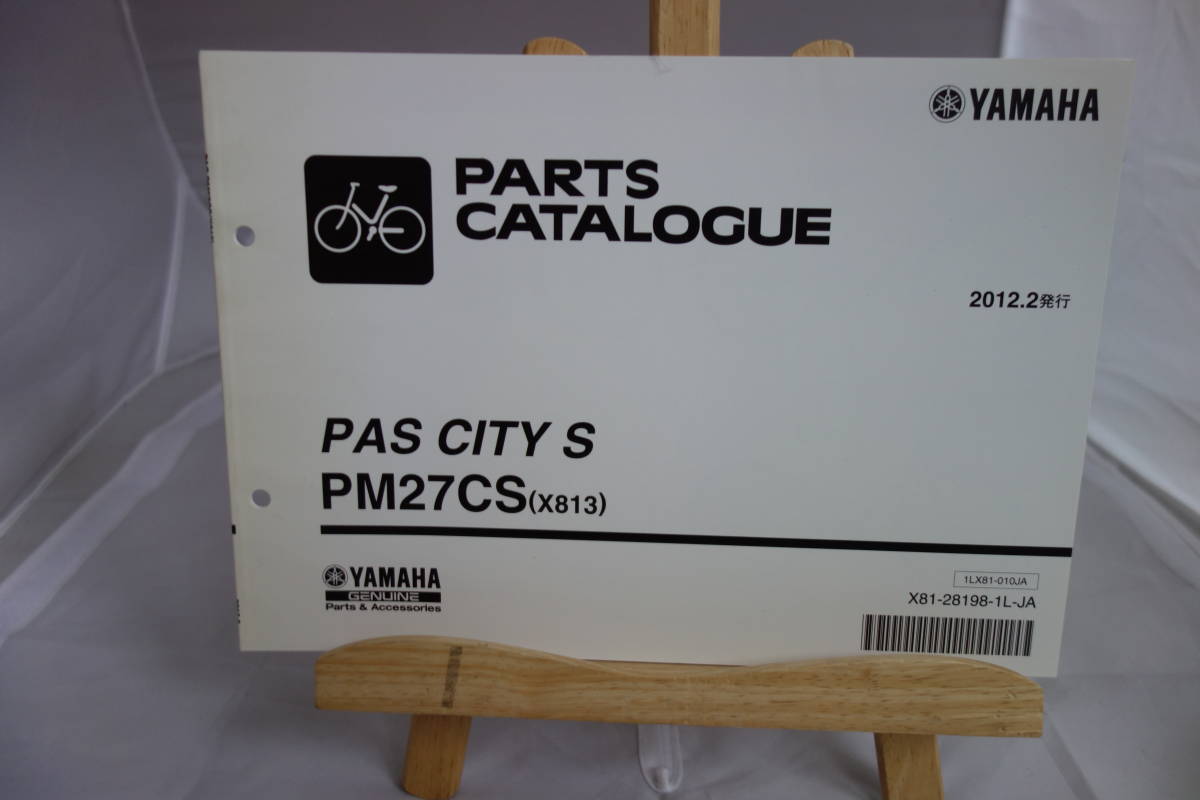 YAMAHA
PARTS
CATALOGUE
2012.2発行
PAS CITY S
PM27CS(X813)
YAMAHA
GENUINE
Parts & Accessories
1LX81-010JA
X81-28198-1L-JA